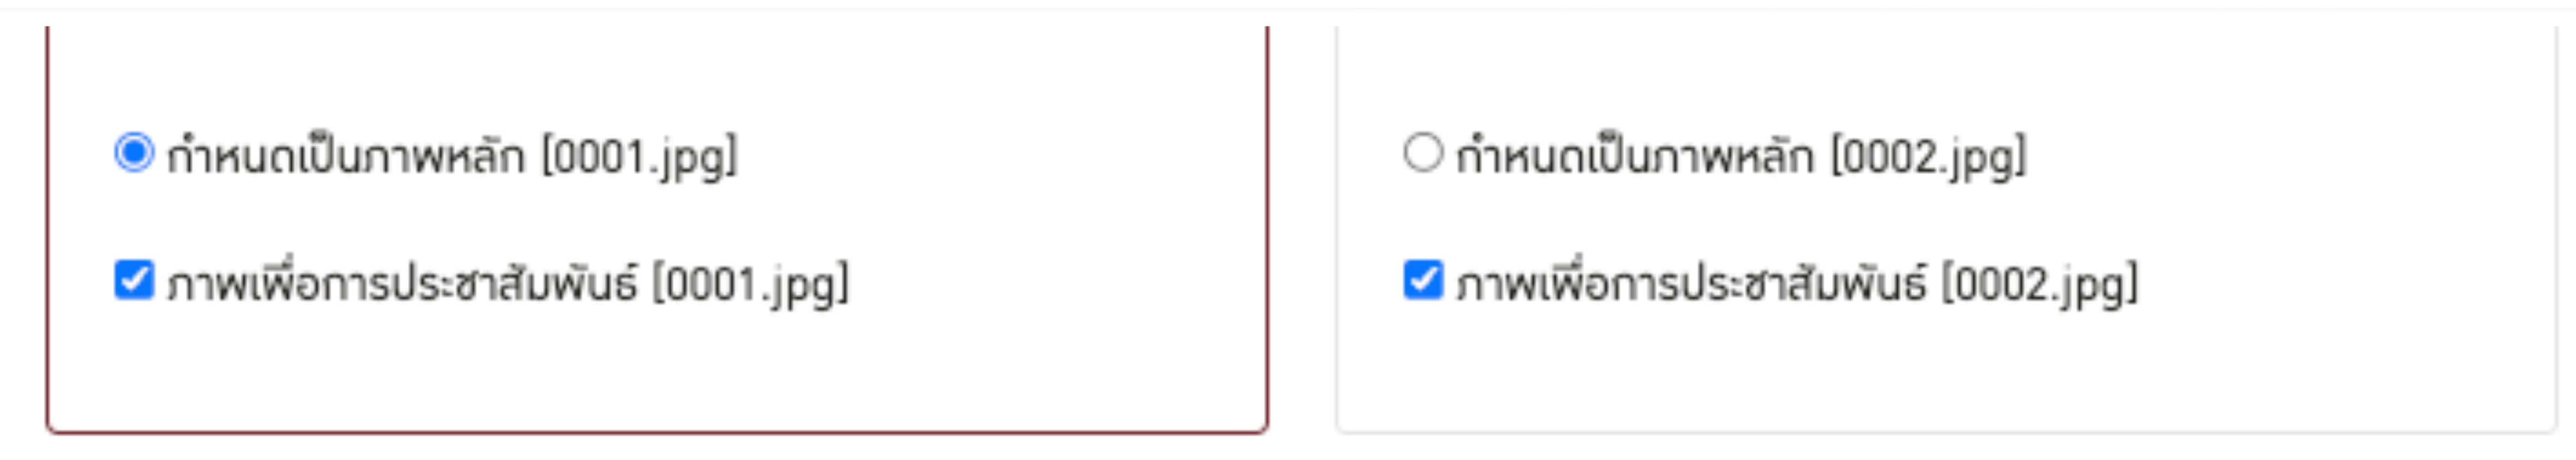 กำหนดเป็นภาพหลัก [0001.jpg]
ภาพเพื่อการประชาสัมพันธ์ [0001.jpg]
กำหนดเป็นภาพหลัก [0002.jpg]
ภาพเพื่อการประชาสัมพันธ์ [0002.jpg]